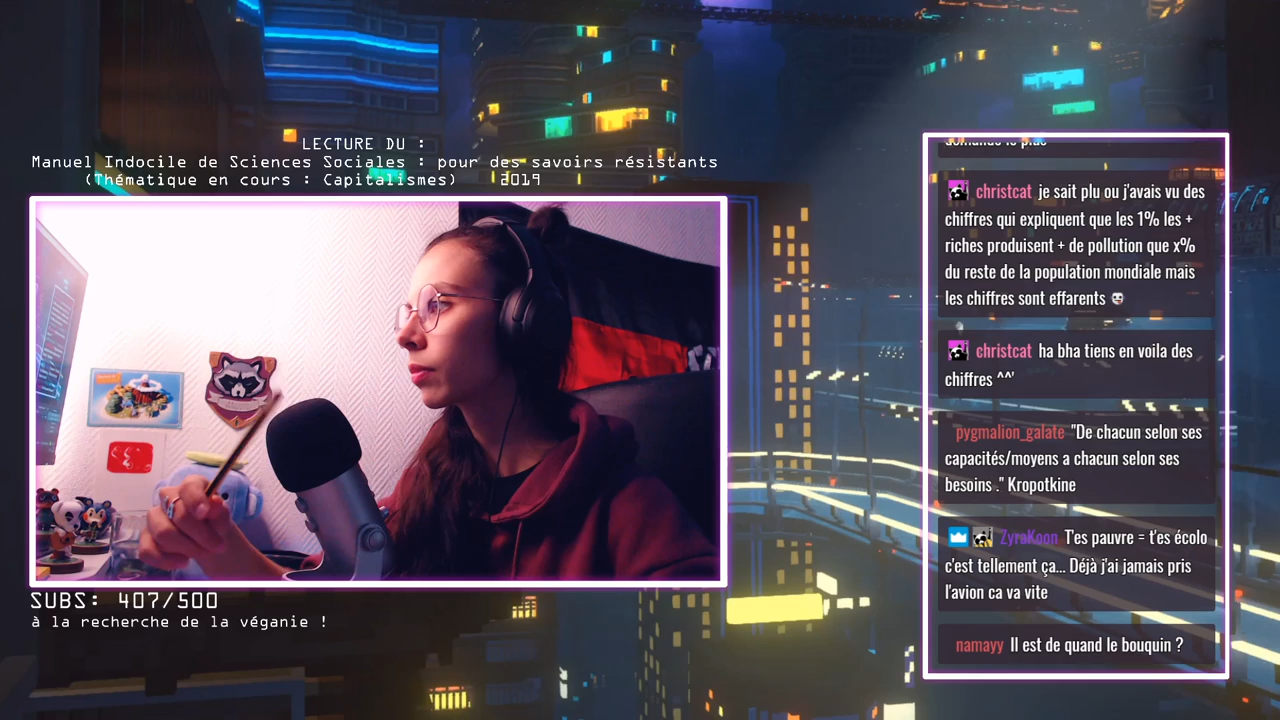 LECTURE DU :
Manuel Indocile de Sciences Sociales : pour des savoirs résistants
(Thématique en cours : Capitalismes) 2019
SUBS: 407/500
à la recherche de la véganie !
demande le plus
christcat je sait plu ou j'avais vu des
chiffres qui expliquent que les 1% les +
riches produisent + de pollution que x%
du reste de la population mondiale mais
les chiffres sont effarents
christcat ha bha tiens en voila des
chiffres ^^'
pygmalion_galate "De chacun selon ses
capacités/moyens a chacun selon ses
besoins ." Kropotkine
ZyraKoon T'es pauvre = t'es écolo
c'est tellement ça... Déjà j'ai jamais pris
l'avion ca va vite
namayy Il est de quand le bouquin ?